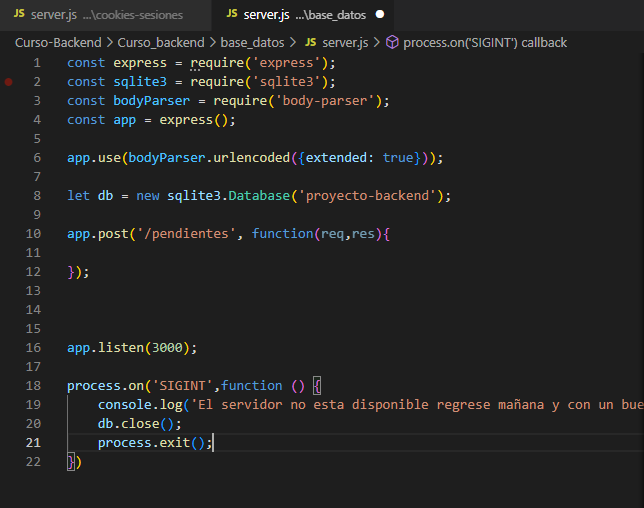 JS server.js ...\cookies-sesiones JS server.js ...\base_datos
Curso-Backend > Curso_backend > base_datos > JS server.js > process.on('SIGINT') callback
1 const express = require('express');
2 const sqlite3 = require('sqlite3');
3 const bodyParser = require('body-parser');
4 const app = express();
5
6 app.use(bodyParser.urlencoded({extended: true}));
7
8 let db = new sqlite3.Database('proyecto-backend');
9
10 app.post('/pendientes', function(req,res){
11
12 });
13
14
15
16 app.listen(3000);
17
18 process.on('SIGINT',function () {
19 console.log('El servidor no esta disponible regrese mañana y con un bue
20 db.close();
21 process.exit();
22 })